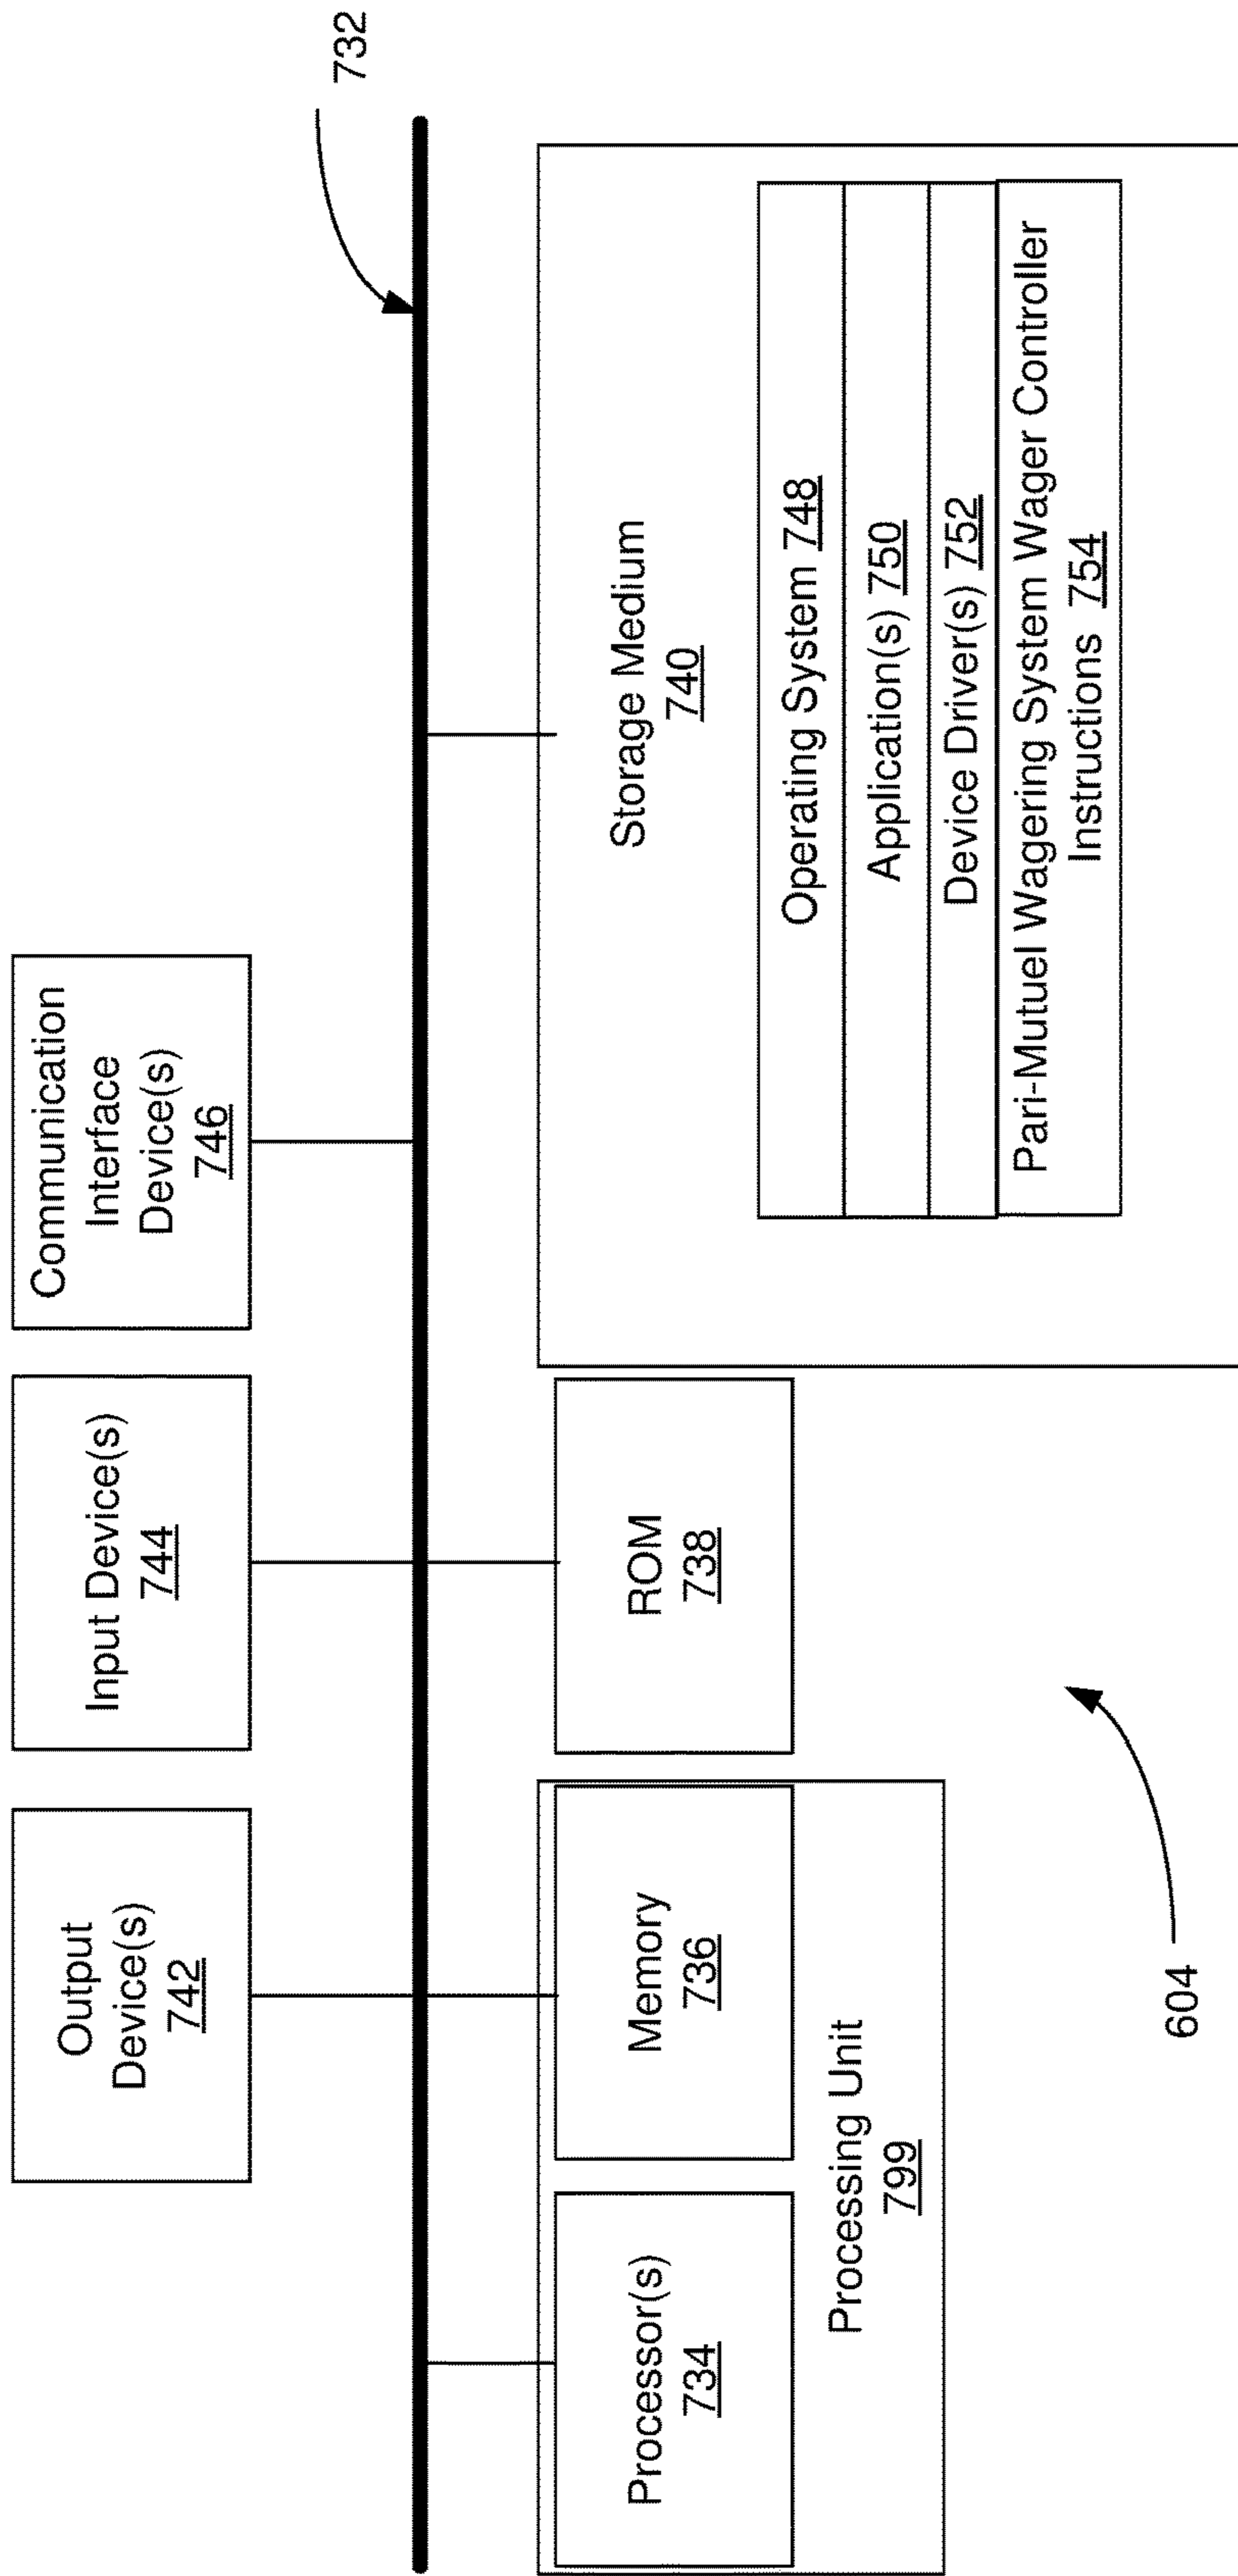 732
Output
Device(s)
742
Input Device(s)
744
Communication
Interface
Device(s)
746
Processor(s)
734
Memory
736
Processing Unit
799
ROM
738
Storage Medium
740
Operating System 748
Application(s) 750
Device Driver(s) 752
Pari-Mutuel Wagering System Wager Controller
Instructions 754
604